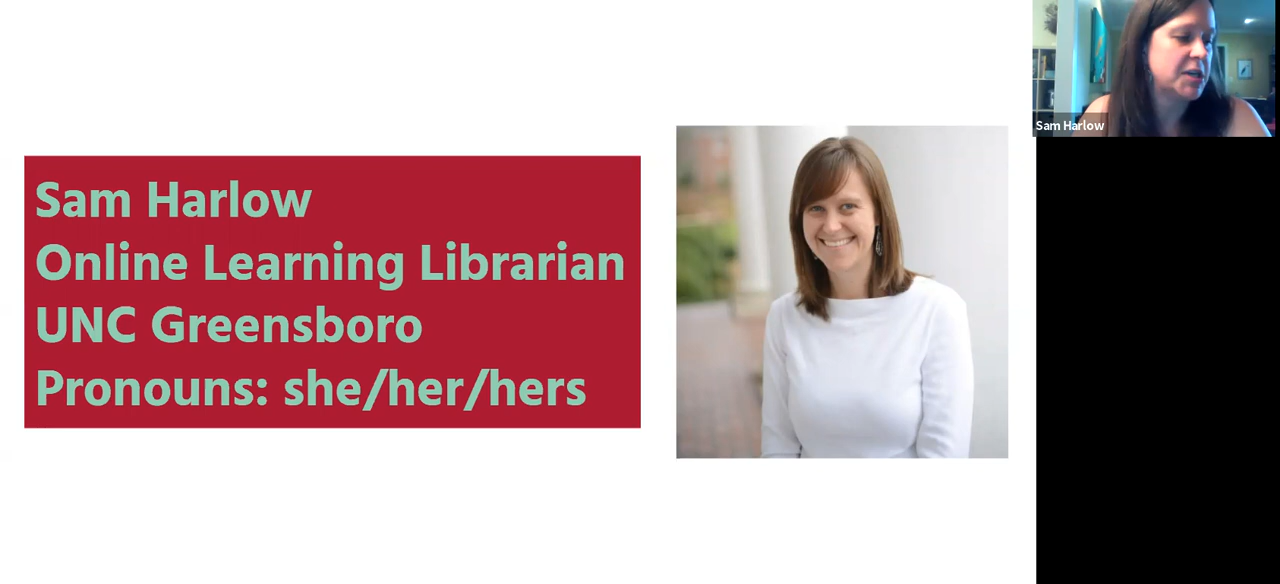 Sam Harlow
Online Learning Librarian
UNC Greensboro
Pronouns: she/her/hers
Sam Harlow